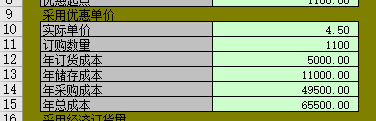 8 优惠起点 1100.00
9 采用优惠单价
10 实际单价 4.50
11 订购数量 1100
12 年订货成本 5000.00
13 年储存成本 11000.00
14 年采购成本 49500.00
15 年总成本 65500.00
16 采用经济订货量